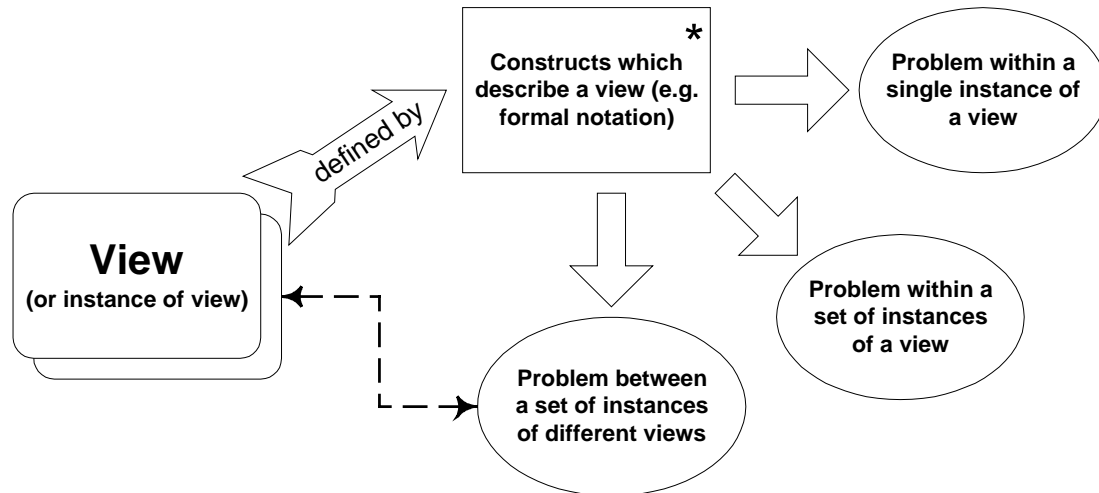 *
Constructs which
describe a view (e.g.
formal notation)
Problem within a
single instance of
a view
defined by
View
(or instance of view)
Problem within a
set of instances
of a view
Problem between
a set of instances
of different views